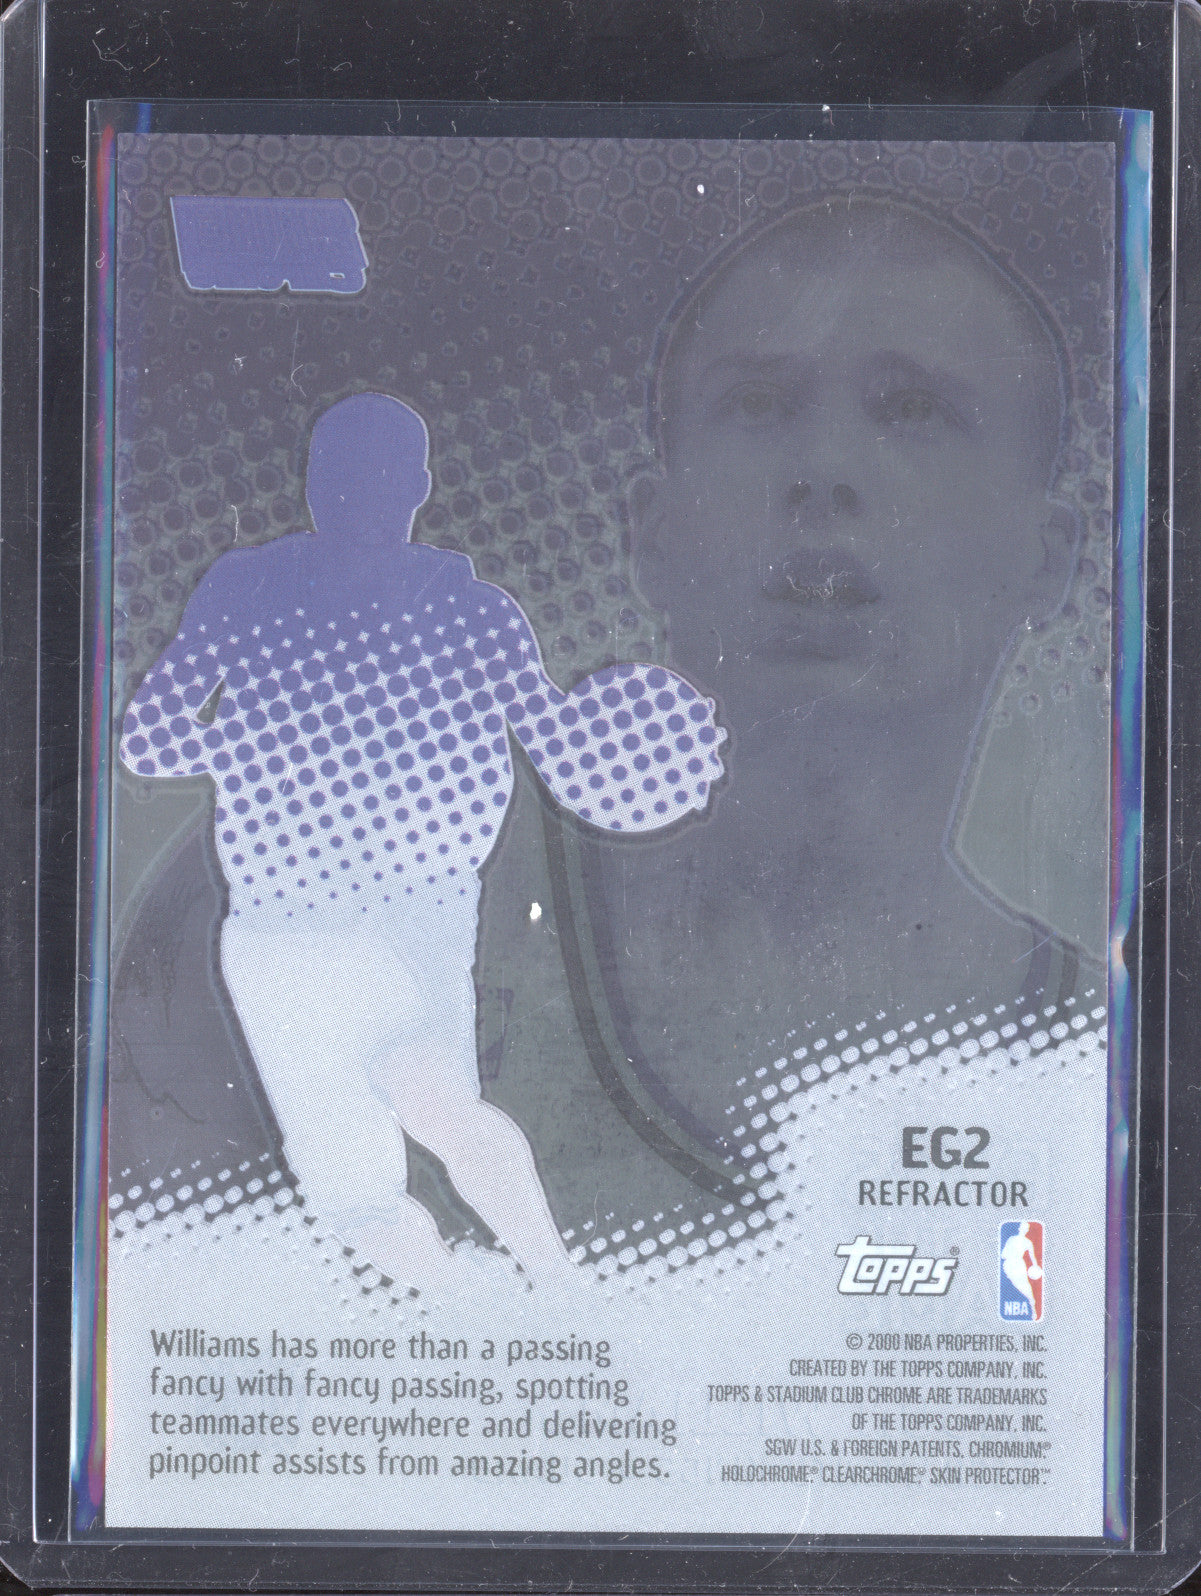 EG2
REFRACTOR
topps®
NBA
Williams has more than a passing
fancy with fancy passing, spotting
teammates everywhere and delivering
pinpoint assists from amazing angles.
© 2000 NBA PROPERTIES, INC.
CREATED BY THE TOPPS COMPANY, INC.
TOPPS & STADIUM CLUB CHROME ARE TRADEMARKS
OF THE TOPPS COMPANY, INC.
SGW U.S. & FOREIGN PATENTS. CHROMIUM®
HOLOCHROME® CLEARCHROME® SKIN PROTECTOR™